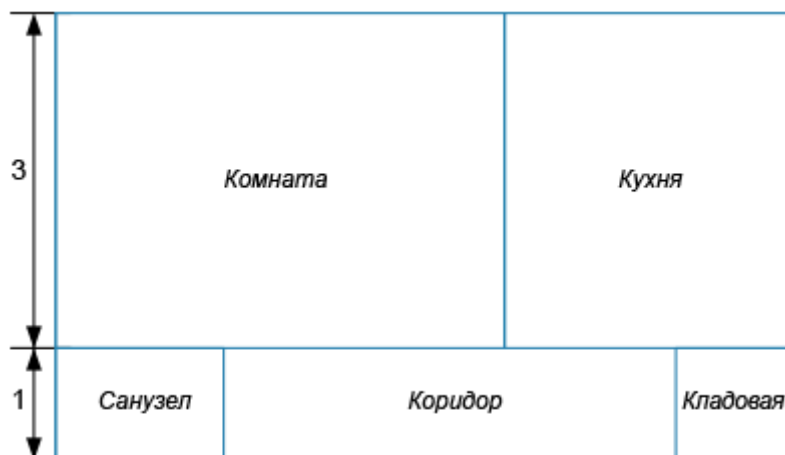 3
Комната
Кухня
1
Санузел
Коридор
Кладовая